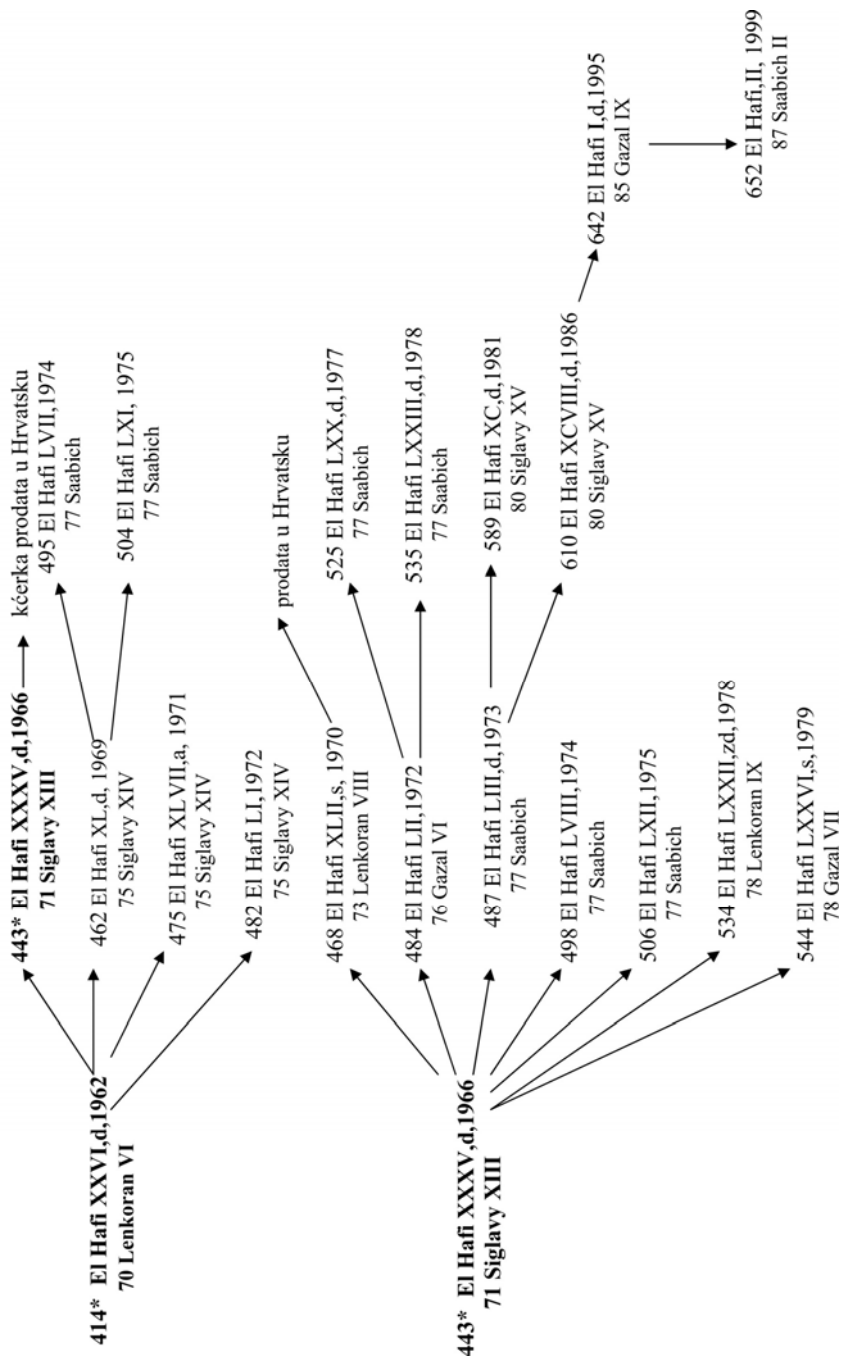 414* El Hafi XXVI,d,1962
70 Lenkoran VI
443* El Hafi XXXV,d,1966
71 Siglavy XIII
kćerka prodata u Hrvatsku
462 El Hafi XL,d, 1969
75 Siglavy XIV
495 El Hafi LVII,1974
77 Saabich
504 El Hafi LXI, 1975
77 Saabich
475 El Hafi XLVII,a, 1971
75 Siglavy XIV
482 El Hafi LI,1972
75 Siglavy XIV
443* El Hafi XXXV,d,1966
71 Siglavy XIII
468 El Hafi XLII,s, 1970
73 Lenkoran VIII
prodata u Hrvatsku
484 El Hafi LII,1972
76 Gazal VI
525 El Hafi LXX,d,1977
77 Saabich
535 El Hafi LXXIII,d,1978
77 Saabich
487 El Hafi LIII,d,1973
77 Saabich
589 El Hafi XC,d,1981
80 Siglavy XV
610 El Hafi XCVIII,d,1986
80 Siglavy XV
642 El Hafi I,d,1995
85 Gazal IX
652 El Hafi,II, 1999
87 Saabich II
498 El Hafi LVIII,1974
77 Saabich
506 El Hafi LXII,1975
77 Saabich
534 El Hafi LXXII,zd,1978
78 Lenkoran IX
544 El Hafi LXXVI,s,1979
78 Gazal VII